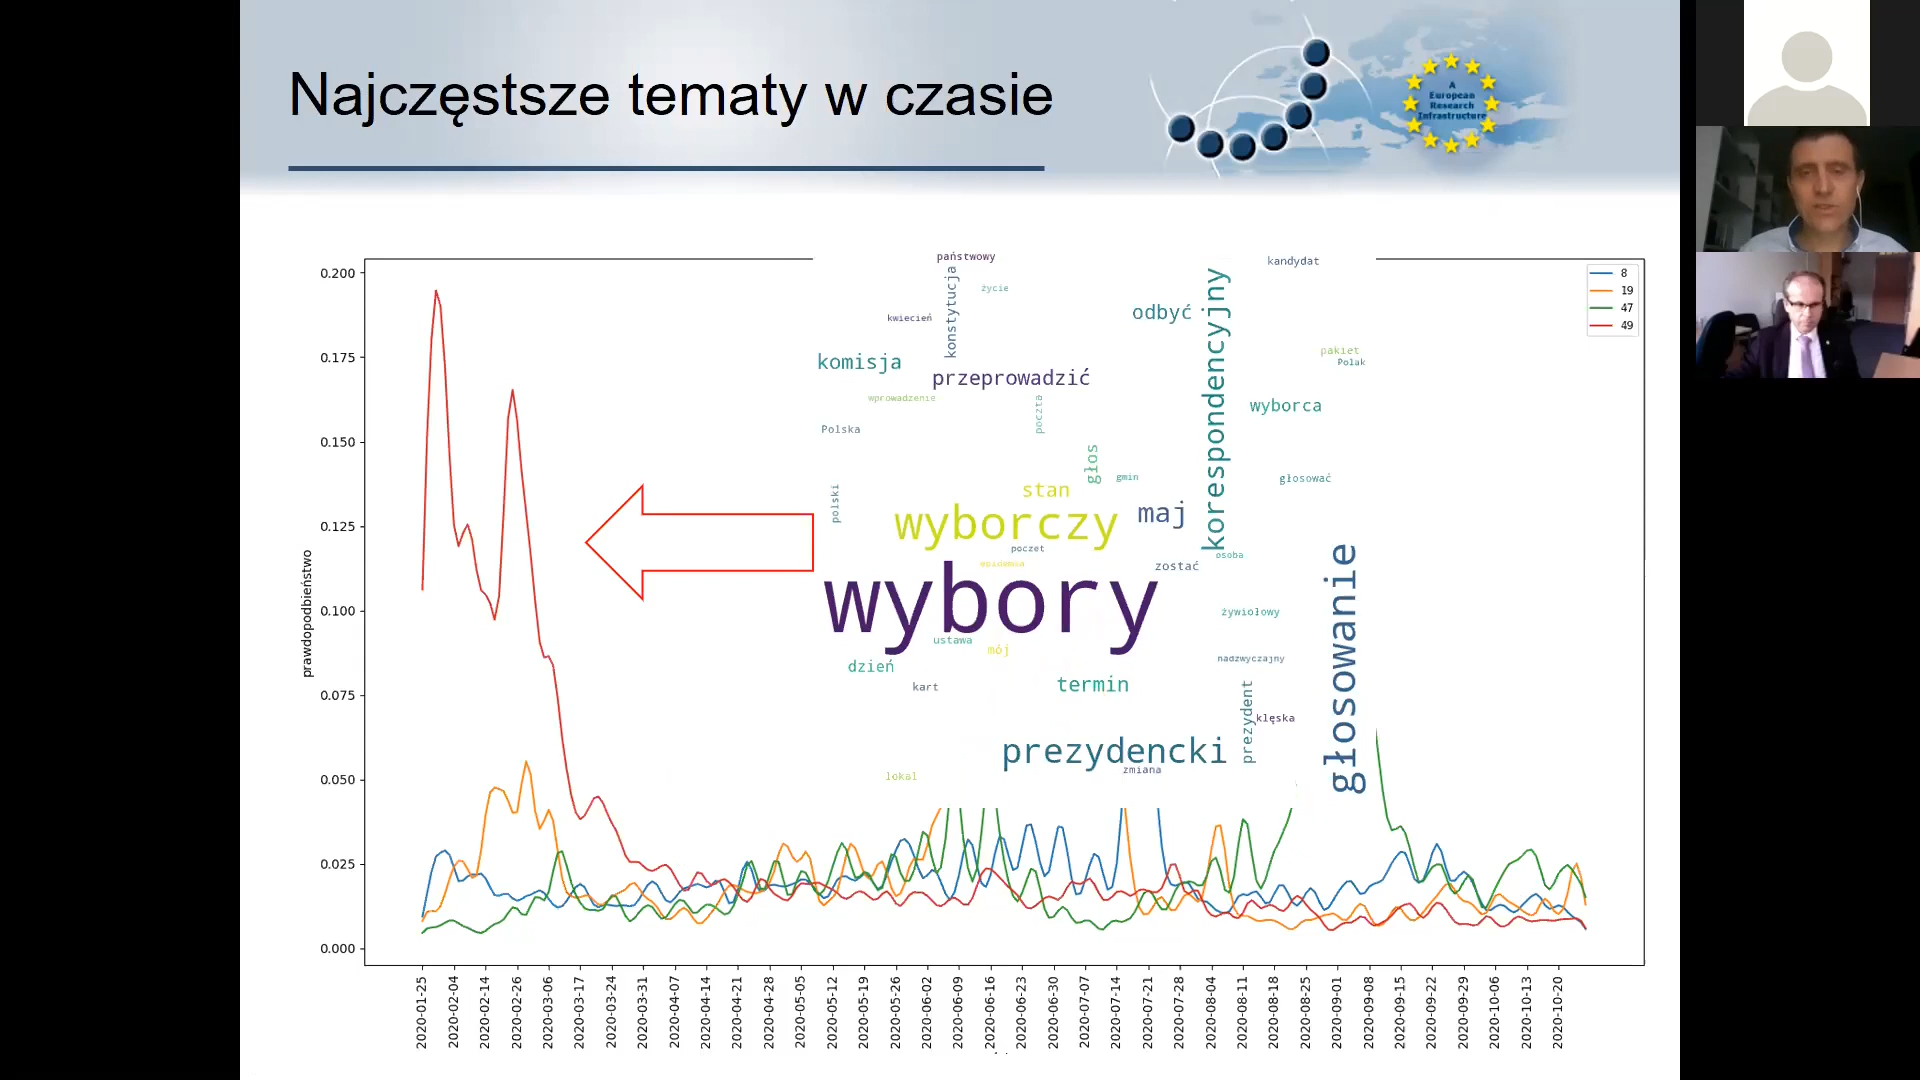 Najczęstsze tematy w czasie
A
European
Research
Infrastructure
0.200
0.175
0.150
0.125
0.100
0.075
0.050
0.025
0.000
prawdopodbieństwo
8
19
47
49
państwowy
kandydat
konstytucja
życie
korespondencyjny
odbyć
kwiecień
pakiet
komisja
Polak
przeprowadzić
wprowadzenie
poczta
wyborca
Polska
głos
gmin
głosować
polski
stan
wyborczy
maj
poczet
osoba
epidemia
zostać
głosowanie
wybory
żywiołowy
ustawa
mój
nadzwyczajny
dzień
kart
termin
prezydent
klęska
prezydencki
zmiana
lokal
2020-01-25
2020-02-04
2020-02-14
2020-02-26
2020-03-06
2020-03-17
2020-03-24
2020-03-31
2020-04-07
2020-04-14
2020-04-21
2020-04-28
2020-05-05
2020-05-12
2020-05-19
2020-05-26
2020-06-02
2020-06-09
2020-06-16
2020-06-23
2020-06-30
2020-07-07
2020-07-14
2020-07-21
2020-07-28
2020-08-04
2020-08-11
2020-08-18
2020-08-25
2020-09-01
2020-09-08
2020-09-15
2020-09-22
2020-09-29
2020-10-06
2020-10-13
2020-10-20